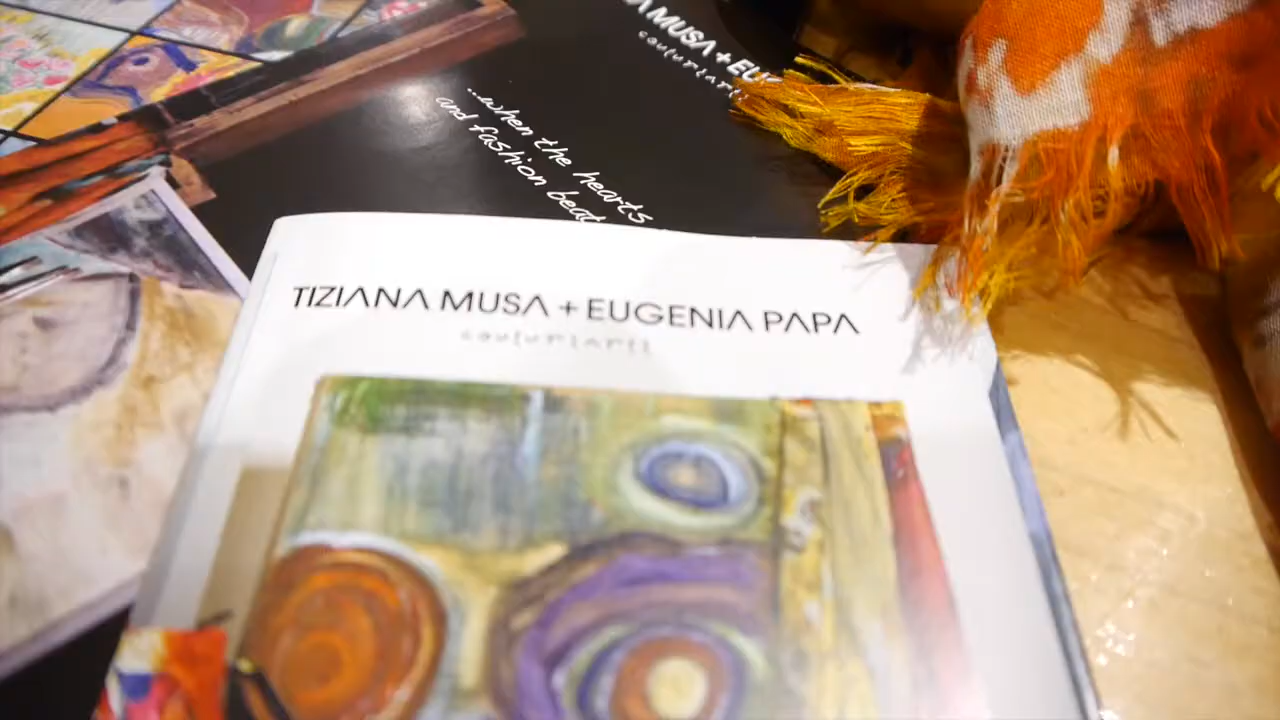 A MUSA + EU
...when the hearts
and fashion beat
TIZIANA MUSA + EUGENIA PAPA